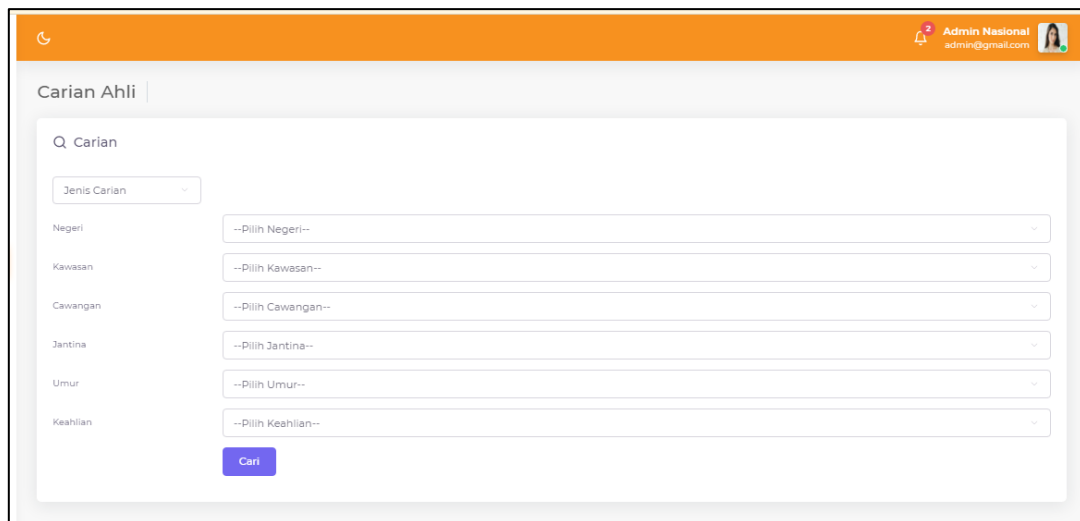 2
Admin Nasional
admin@gmail.com
Carian Ahli
Carian
Jenis Carian
Negeri --Pilih Negeri--
Kawasan --Pilih Kawasan--
Cawangan --Pilih Cawangan--
Jantina --Pilih Jantina--
Umur --Pilih Umur--
Keahlian --Pilih Keahlian--
Cari